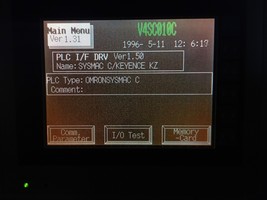 Main Menu
Ver1.31
V4SC010C
1996- 5-11 12: 6:17
PLC I/F DRV Ver1.50
Name:SYSMAC C/KEYENCE KZ
PLC Type:OMRONSYSMAC C
Comment:
Comm.
Parameter
I/O Test
Memory
-Card